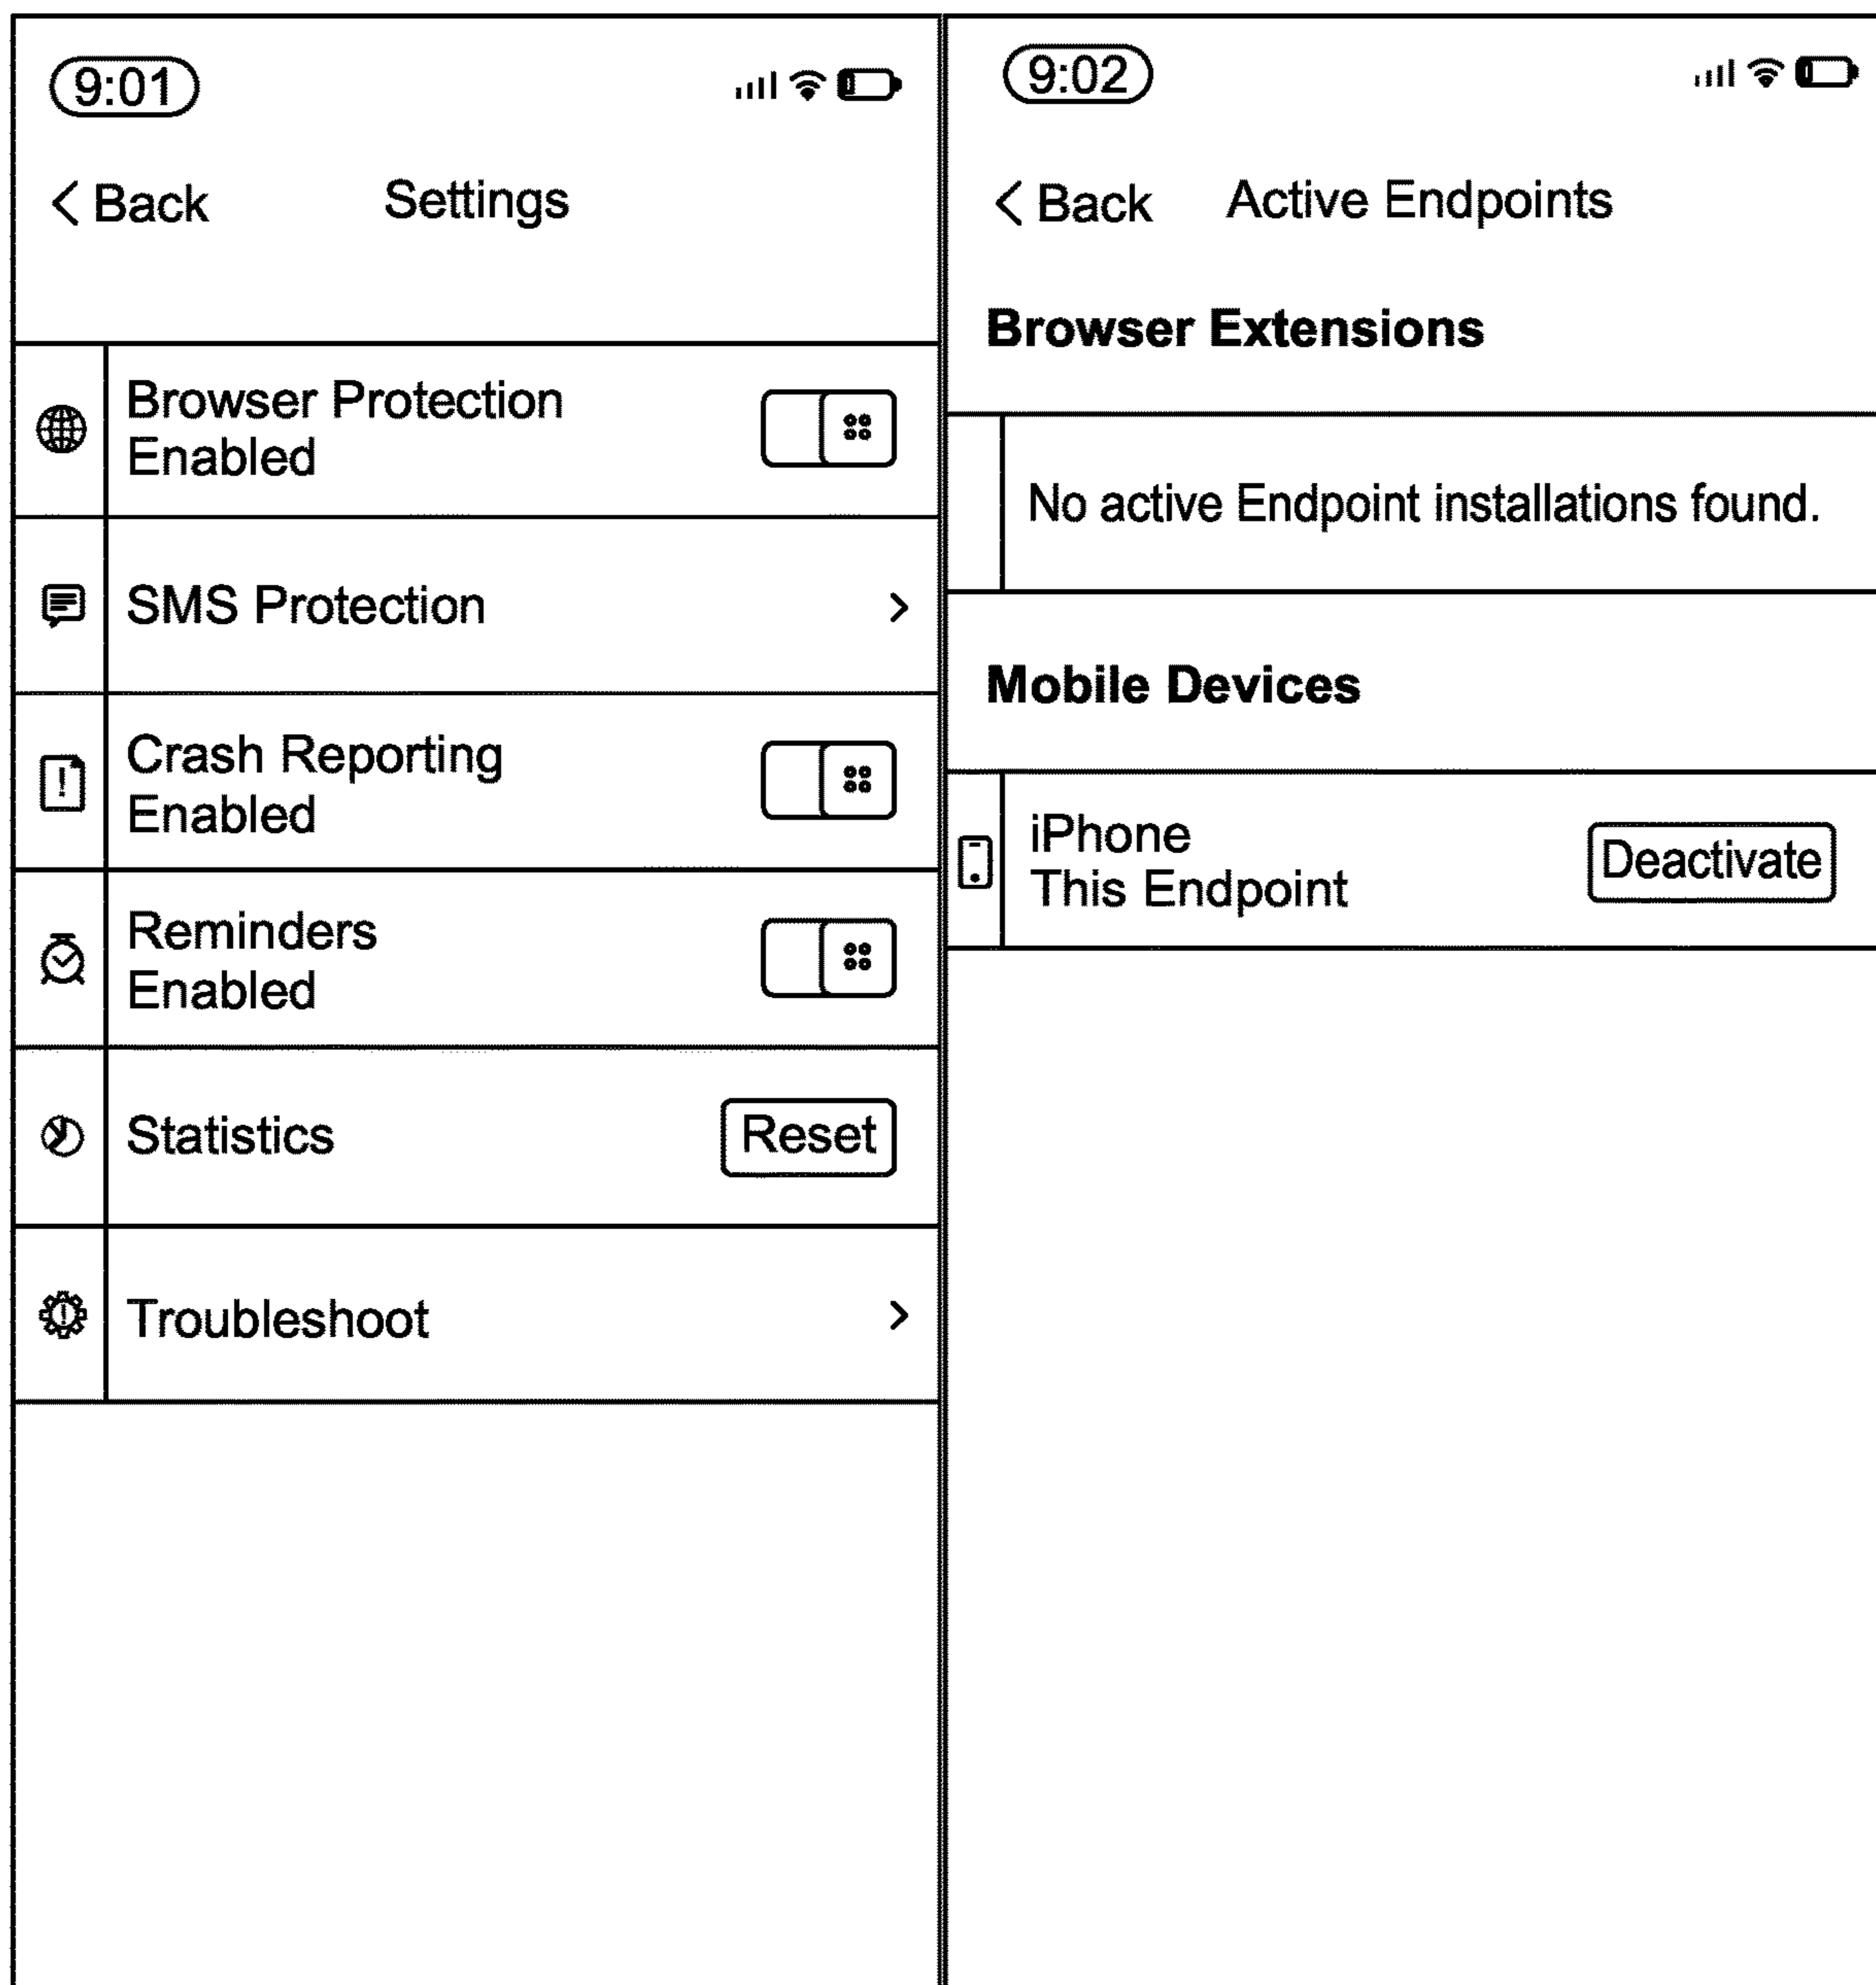 9:01
< Back Settings
Browser Protection
Enabled
SMS Protection >
Crash Reporting
Enabled
Reminders
Enabled
Statistics Reset
Troubleshoot >
9:02
< Back Active Endpoints
Browser Extensions
No active Endpoint installations found.
Mobile Devices
iPhone
This Endpoint
Deactivate